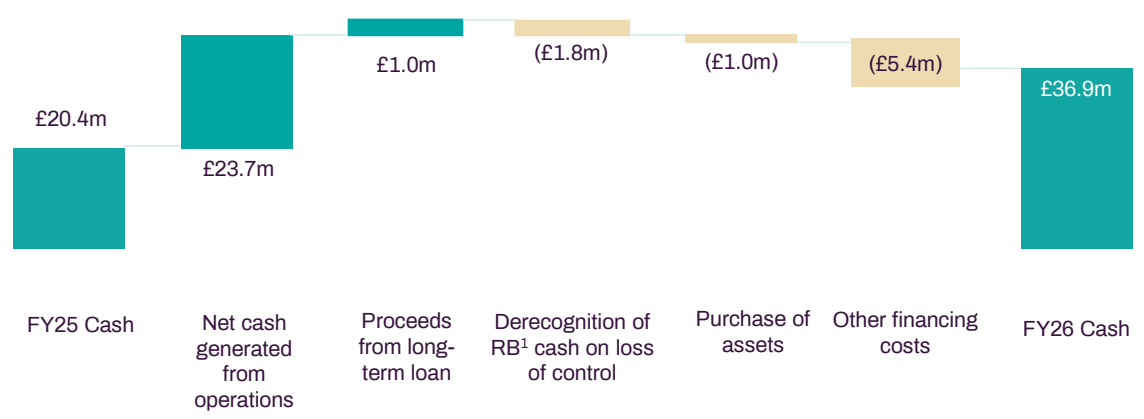 £20.4m
£23.7m
£1.0m
(£1.8m)
(£1.0m)
(£5.4m)
£36.9m
FY25 Cash
Net cash
generated
from
operations
Proceeds
from long-
term loan
Derecognition of
RB¹ cash on loss
of control
Purchase of
assets
Other financing
costs
FY26 Cash